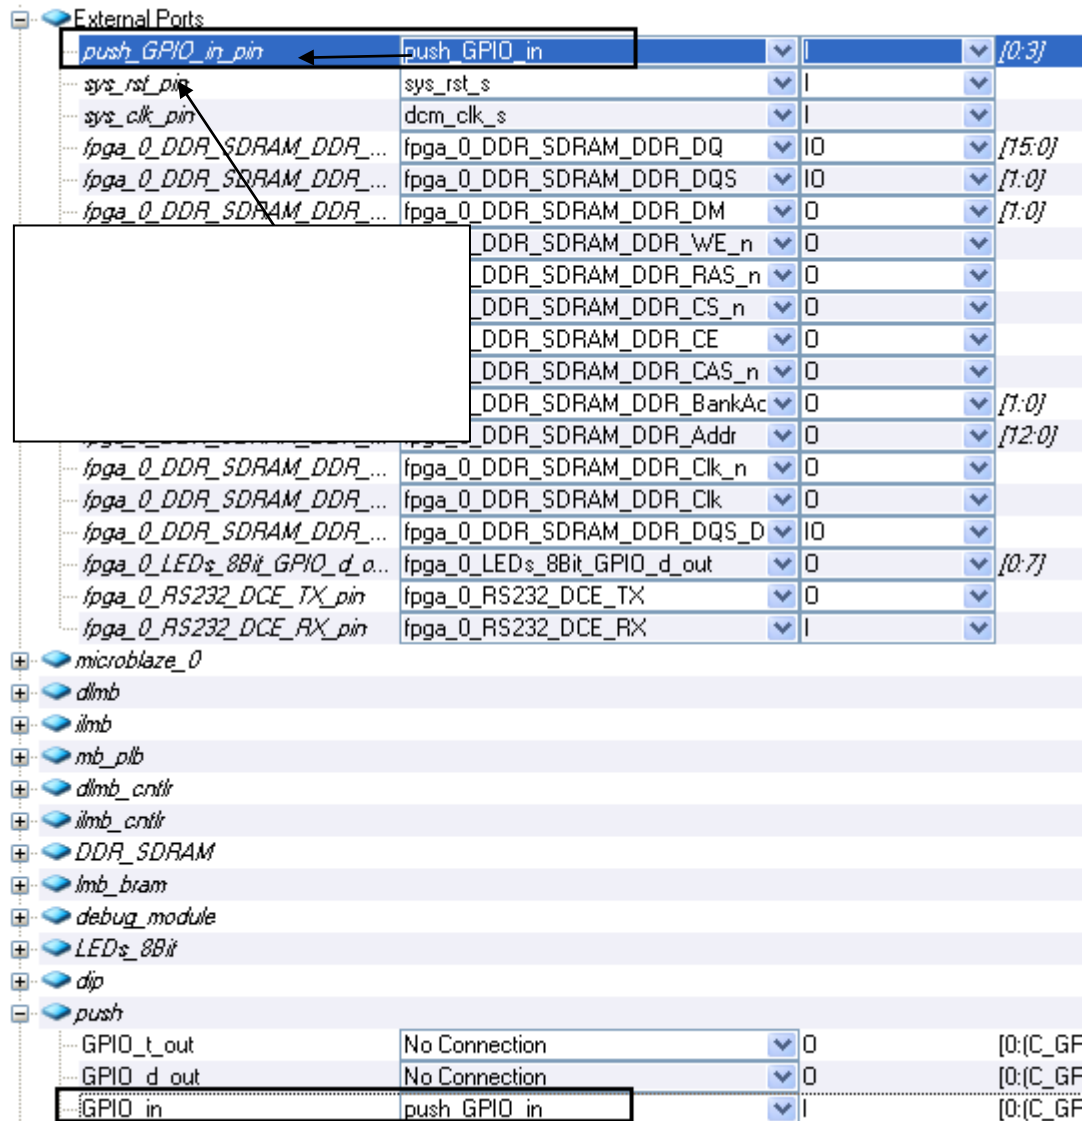 External Ports
push_GPIO_in_pin push_GPIO_in I [0:3]
sys_rst_pin sys_rst_s I
sys_clk_pin dcm_clk_s I
fpga_0_DDR_SDRAM_DDR_... fpga_0_DDR_SDRAM_DDR_DQ IO [15:0]
fpga_0_DDR_SDRAM_DDR_... fpga_0_DDR_SDRAM_DDR_DQS IO [1:0]
fpga_0_DDR_SDRAM_DDR_... fpga_0_DDR_SDRAM_DDR_DM O [1:0]
_DDR_SDRAM_DDR_WE_n O
_DDR_SDRAM_DDR_RAS_n O
_DDR_SDRAM_DDR_CS_n O
_DDR_SDRAM_DDR_CE O
_DDR_SDRAM_DDR_CAS_n O
_DDR_SDRAM_DDR_BankAc O [1:0]
_DDR_SDRAM_DDR_Addr O [12:0]
fpga_0_DDR_SDRAM_DDR_... fpga_0_DDR_SDRAM_DDR_Clk_n O
fpga_0_DDR_SDRAM_DDR_... fpga_0_DDR_SDRAM_DDR_Clk O
fpga_0_DDR_SDRAM_DDR_... fpga_0_DDR_SDRAM_DDR_DQS_D IO
fpga_0_LEDs_8Bit_GPIO_d_o... fpga_0_LEDs_8Bit_GPIO_d_out O [0:7]
fpga_0_RS232_DCE_TX_pin fpga_0_RS232_DCE_TX O
fpga_0_RS232_DCE_RX_pin fpga_0_RS232_DCE_RX I
microblaze_0
dlmb
ilmb
mb_plb
dlmb_cntlr
ilmb_cntlr
DDR_SDRAM
lmb_bram
debug_module
LEDs_8Bit
dip
push
GPIO_t_out No Connection O [0:(C_GF
GPIO_d_out No Connection O [0:(C_GF
GPIO_in push_GPIO_in I [0:(C_GF